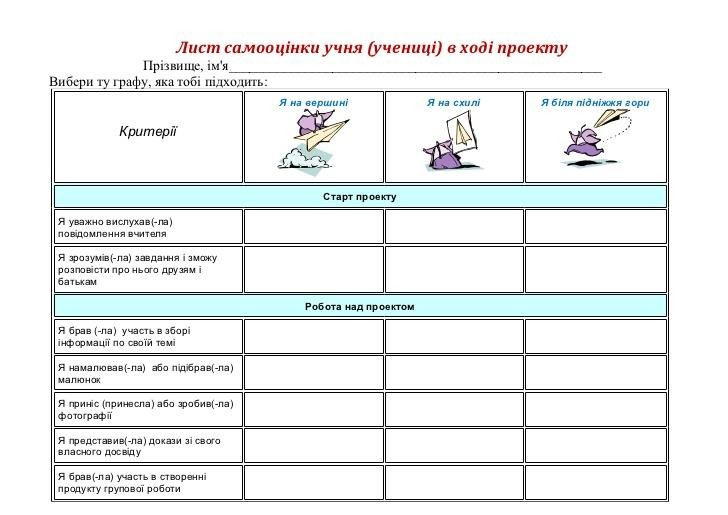 Лист самооцінки учня (учениці) в ході проекту
Прізвище, ім'я______________________________________________________
Вибери ту графу, яка тобі підходить:
Критерії
Я на вершині
Я на схилі
Я біля підніжжя гори
Старт проекту
Я уважно вислухав(-ла)
повідомлення вчителя
Я зрозумів(-ла) завдання і зможу
розповісти про нього друзям і
батькам
Робота над проектом
Я брав (-ла)  участь в зборі
інформації по своїй темі
Я намалював(-ла)  або підібрав(-ла)
малюнок
Я приніс (принесла) або зробив(-ла)
фотографії
Я представив(-ла) докази зі свого
власного досвіду
Я брав(-ла) участь в створенні
продукту групової роботи